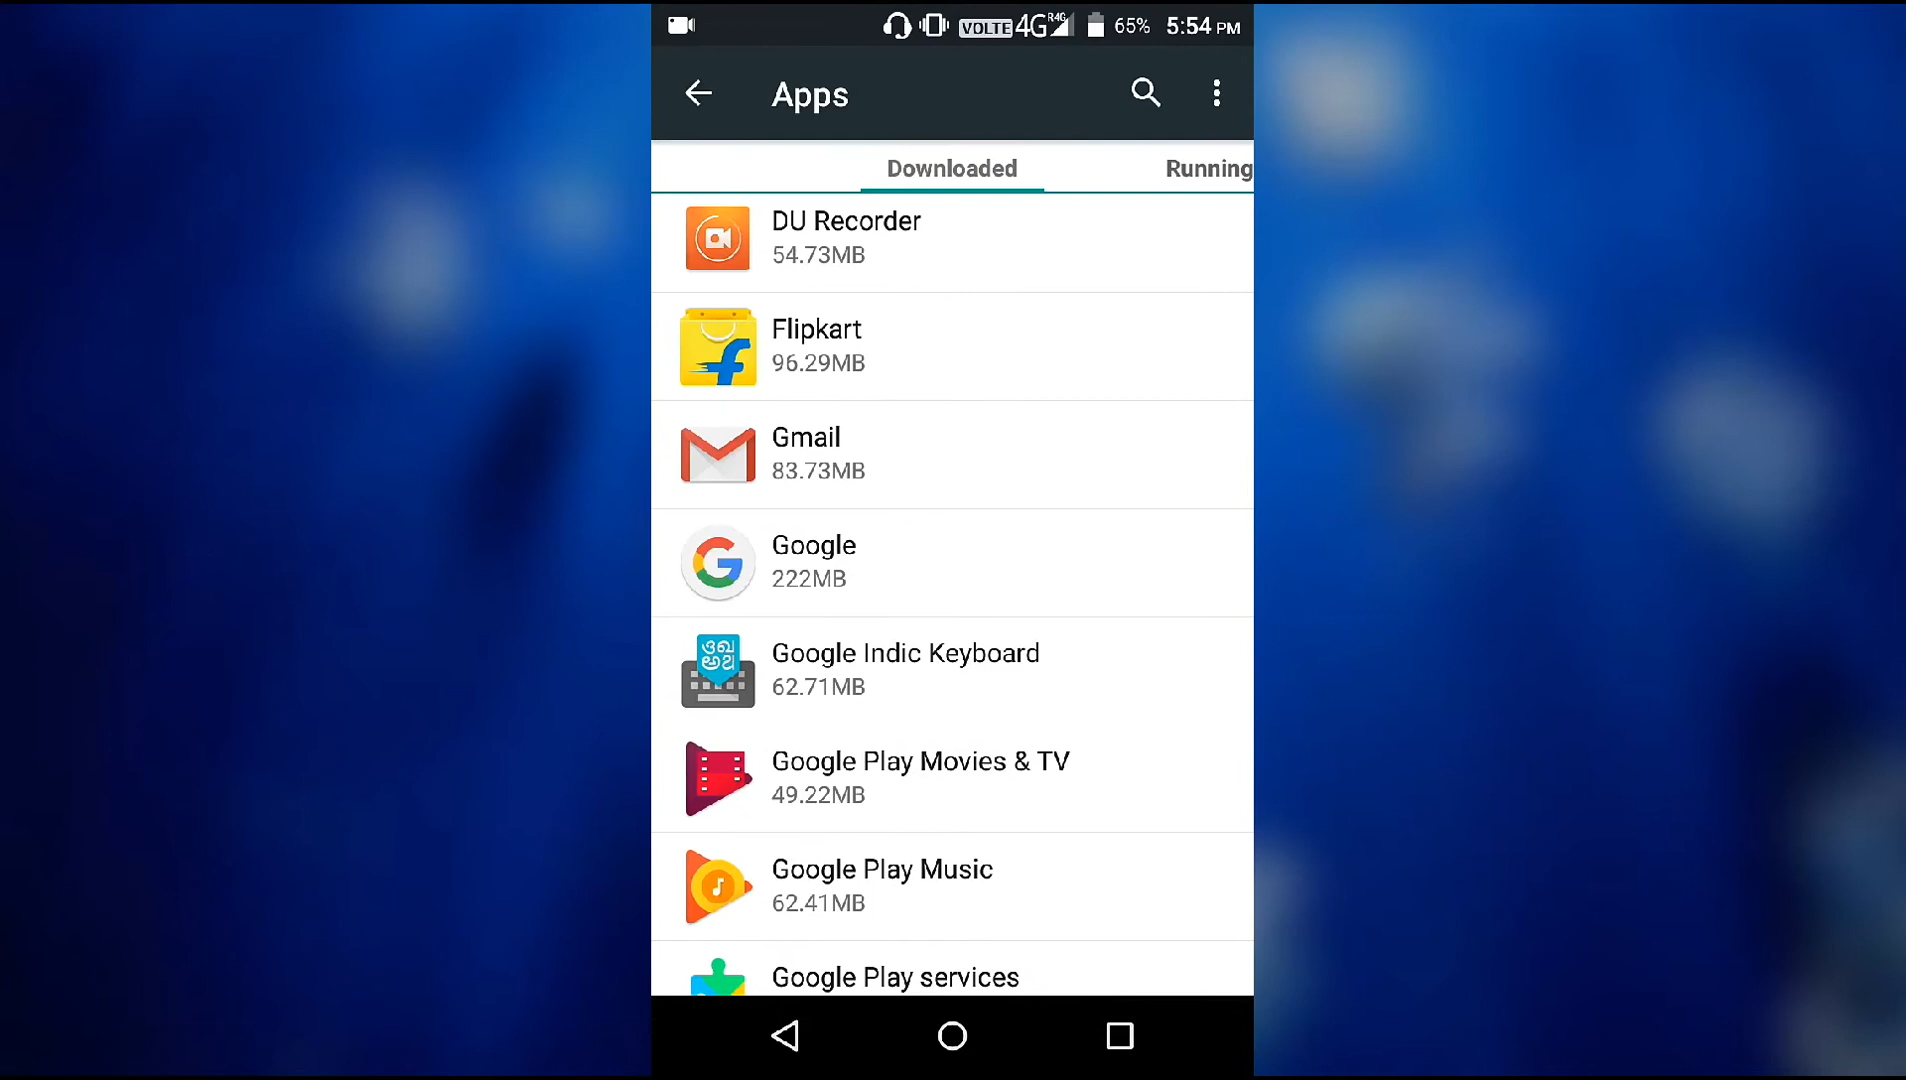 VOLTE 4G R4G 65% 5:54 PM
Apps
Downloaded Running
DU Recorder
54.73MB
Flipkart
96.29MB
Gmail
83.73MB
Google
222MB
Google Indic Keyboard
62.71MB
Google Play Movies & TV
49.22MB
Google Play Music
62.41MB
Google Play services